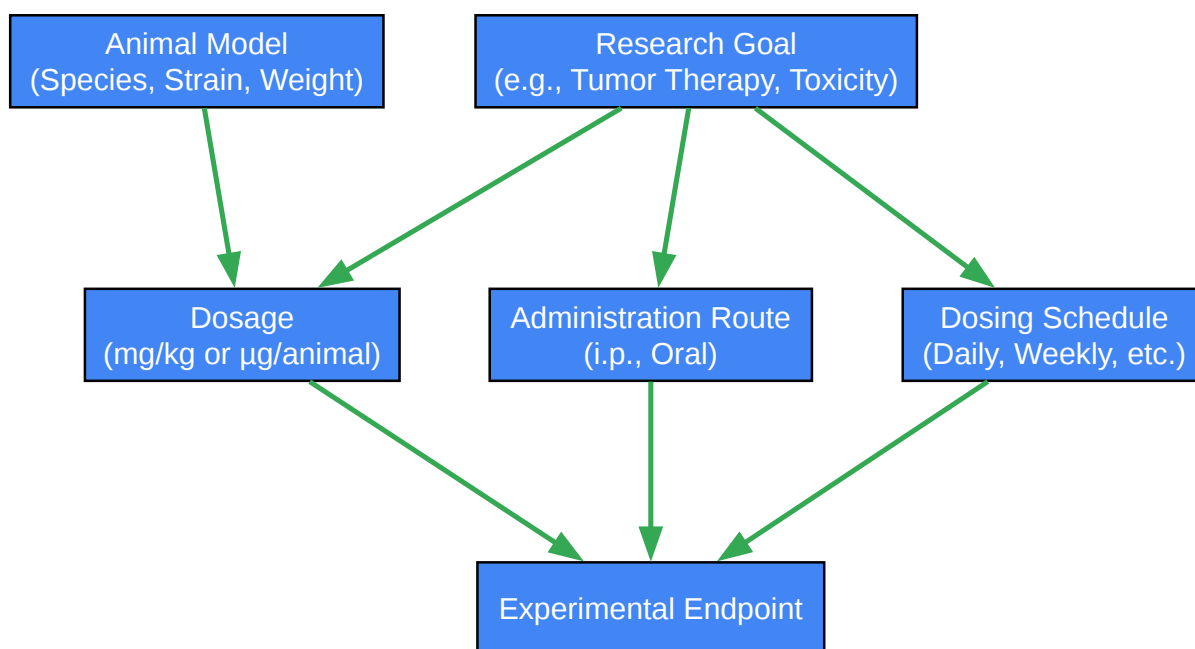 Animal Model
(Species, Strain, Weight)
Research Goal
(e.g., Tumor Therapy, Toxicity)
Dosage
(mg/kg or µg/animal)
Administration Route
(i.p., Oral)
Dosing Schedule
(Daily, Weekly, etc.)
Experimental Endpoint